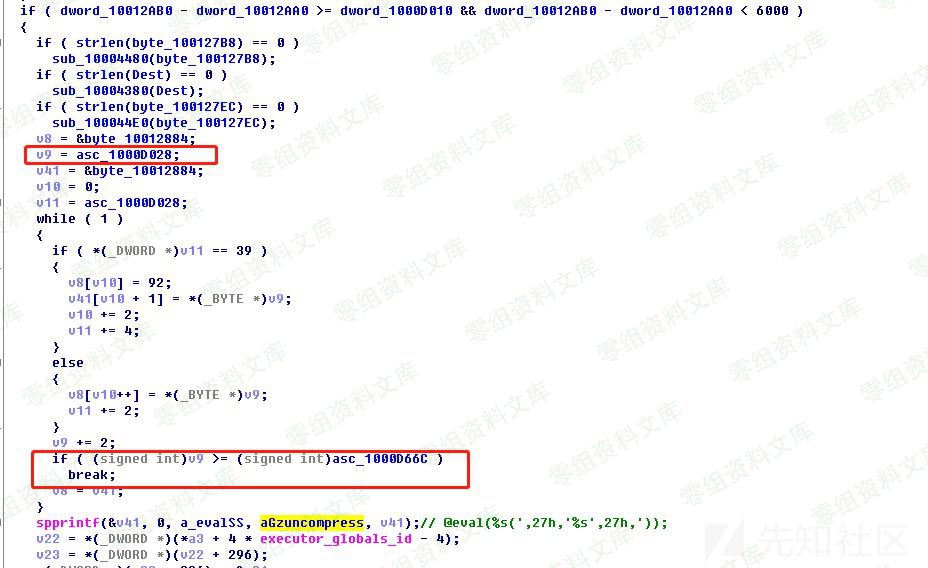 if ( dword_10012AB0 - dword_10012AA0 >= dword_1000D010 && dword_10012AB0 - dword_10012AA0 < 6000 )
{
if ( strlen(byte_100127B8) == 0 )
sub_10004480(byte_100127B8);
if ( strlen(Dest) == 0 )
sub_10004380(Dest);
if ( strlen(byte_100127EC) == 0 )
sub_100044E0(byte_100127EC);
v8 = &byte_10012884;
v9 = asc_1000D028;
v41 = &byte_10012884;
v10 = 0;
v11 = asc_1000D028;
while ( 1 )
{
if ( *(_DWORD *)v11 == 39 )
{
v8[v10] = 92;
v41[v10 + 1] = *(_BYTE *)v9;
v10 += 2;
v11 += 4;
}
else
{
v8[v10++] = *(_BYTE *)v9;
v11 += 2;
}
v9 += 2;
if ( (signed int)v9 >= (signed int)asc_1000D66C )
break;
v8 = v41;
}
spprintf(&v41, 0, a_evalSS, aGzuncompress, v41);// @eval(%s(',27h,'%s',27h,'));
v22 = *(_DWORD *)(*a3 + 4 * executor_globals_id - 4);
v23 = *(_DWORD *)(v22 + 296);
零组资料文库
先知社区